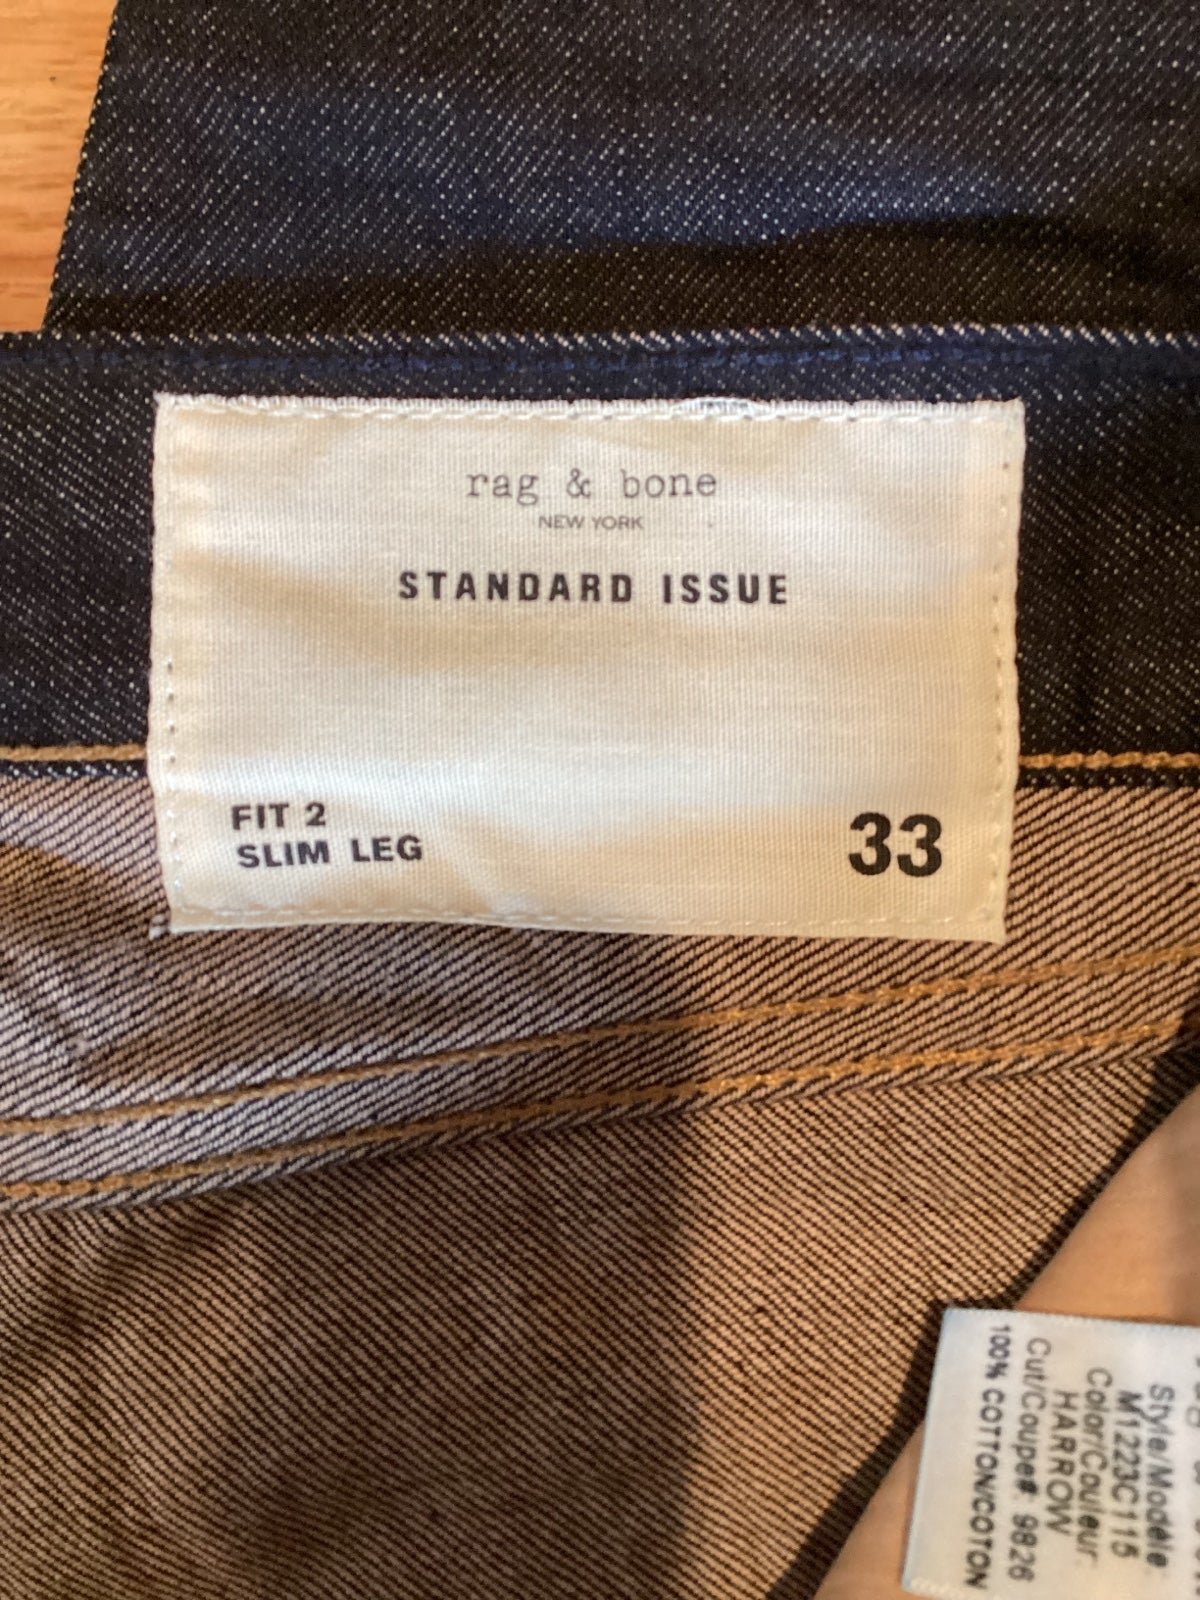 rag & bone
NEW YORK
STANDARD ISSUE
FIT 2
SLIM LEG
33
Style/Modèle
M1223C115
Color/Couleur
HARROW
Cut/Coupe# 9826
100% COTTON/COTON